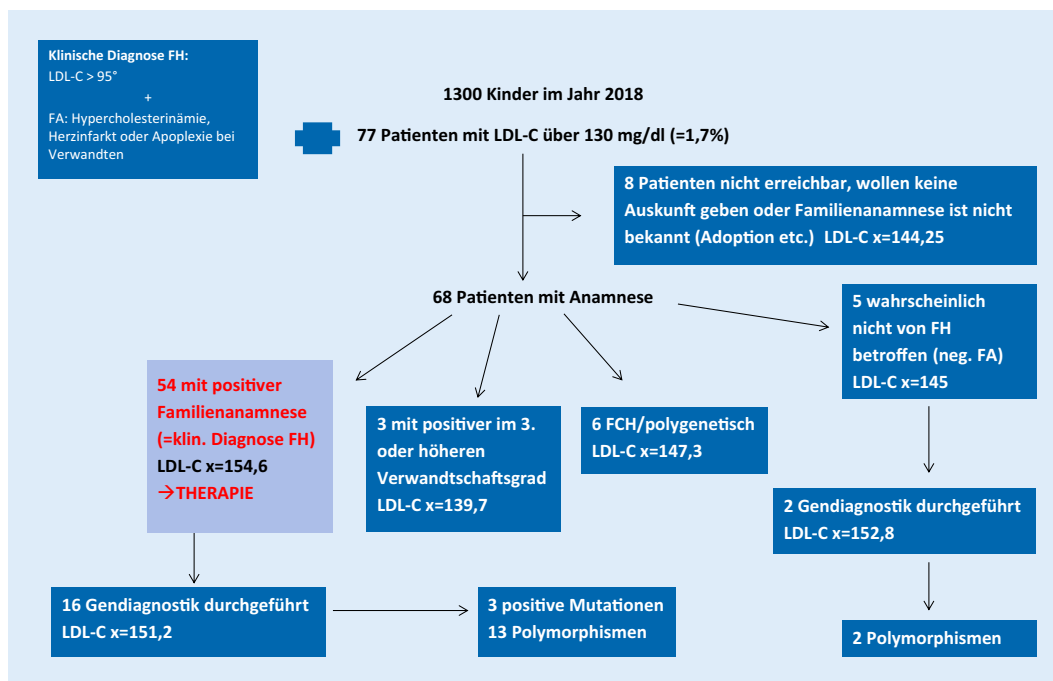 Klinische Diagnose FH:
LDL-C > 95°
+
FA: Hypercholesterinämie,
Herzinfarkt oder Apoplexie bei
Verwandten
1300 Kinder im Jahr 2018
77 Patienten mit LDL-C über 130 mg/dl (=1,7%)
8 Patienten nicht erreichbar, wollen keine
Auskunft geben oder Familienanamnese ist nicht
bekannt (Adoption etc.) LDL-C x=144,25
68 Patienten mit Anamnese
5 wahrscheinlich
nicht von FH
betroffen (neg. FA)
LDL-C x=145
54 mit positiver
Familienanamnese
(=klin. Diagnose FH)
LDL-C x=154,6
→THERAPIE
3 mit positiver im 3.
oder höheren
Verwandtschaftsgrad
LDL-C x=139,7
6 FCH/polygenetisch
LDL-C x=147,3
2 Gendiagnostik durchgeführt
LDL-C x=152,8
16 Gendiagnostik durchgeführt
LDL-C x=151,2
3 positive Mutationen
13 Polymorphismen
2 Polymorphismen